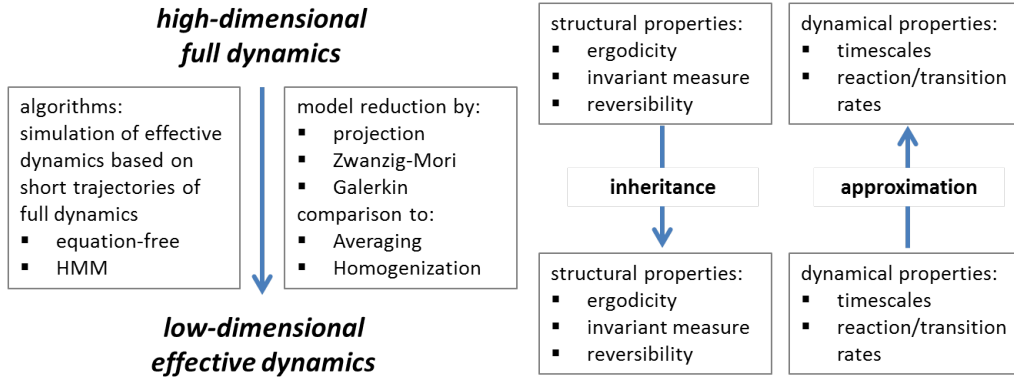 high-dimensional
full dynamics
algorithms:
simulation of effective
dynamics based on
short trajectories of
full dynamics
▪ equation-free
▪ HMM
model reduction by:
▪ projection
▪ Zwanzig-Mori
▪ Galerkin
comparison to:
▪ Averaging
▪ Homogenization
low-dimensional
effective dynamics
structural properties:
▪ ergodicity
▪ invariant measure
▪ reversibility
inheritance
structural properties:
▪ ergodicity
▪ invariant measure
▪ reversibility
dynamical properties:
▪ timescales
▪ reaction/transition
rates
approximation
dynamical properties:
▪ timescales
▪ reaction/transition
rates